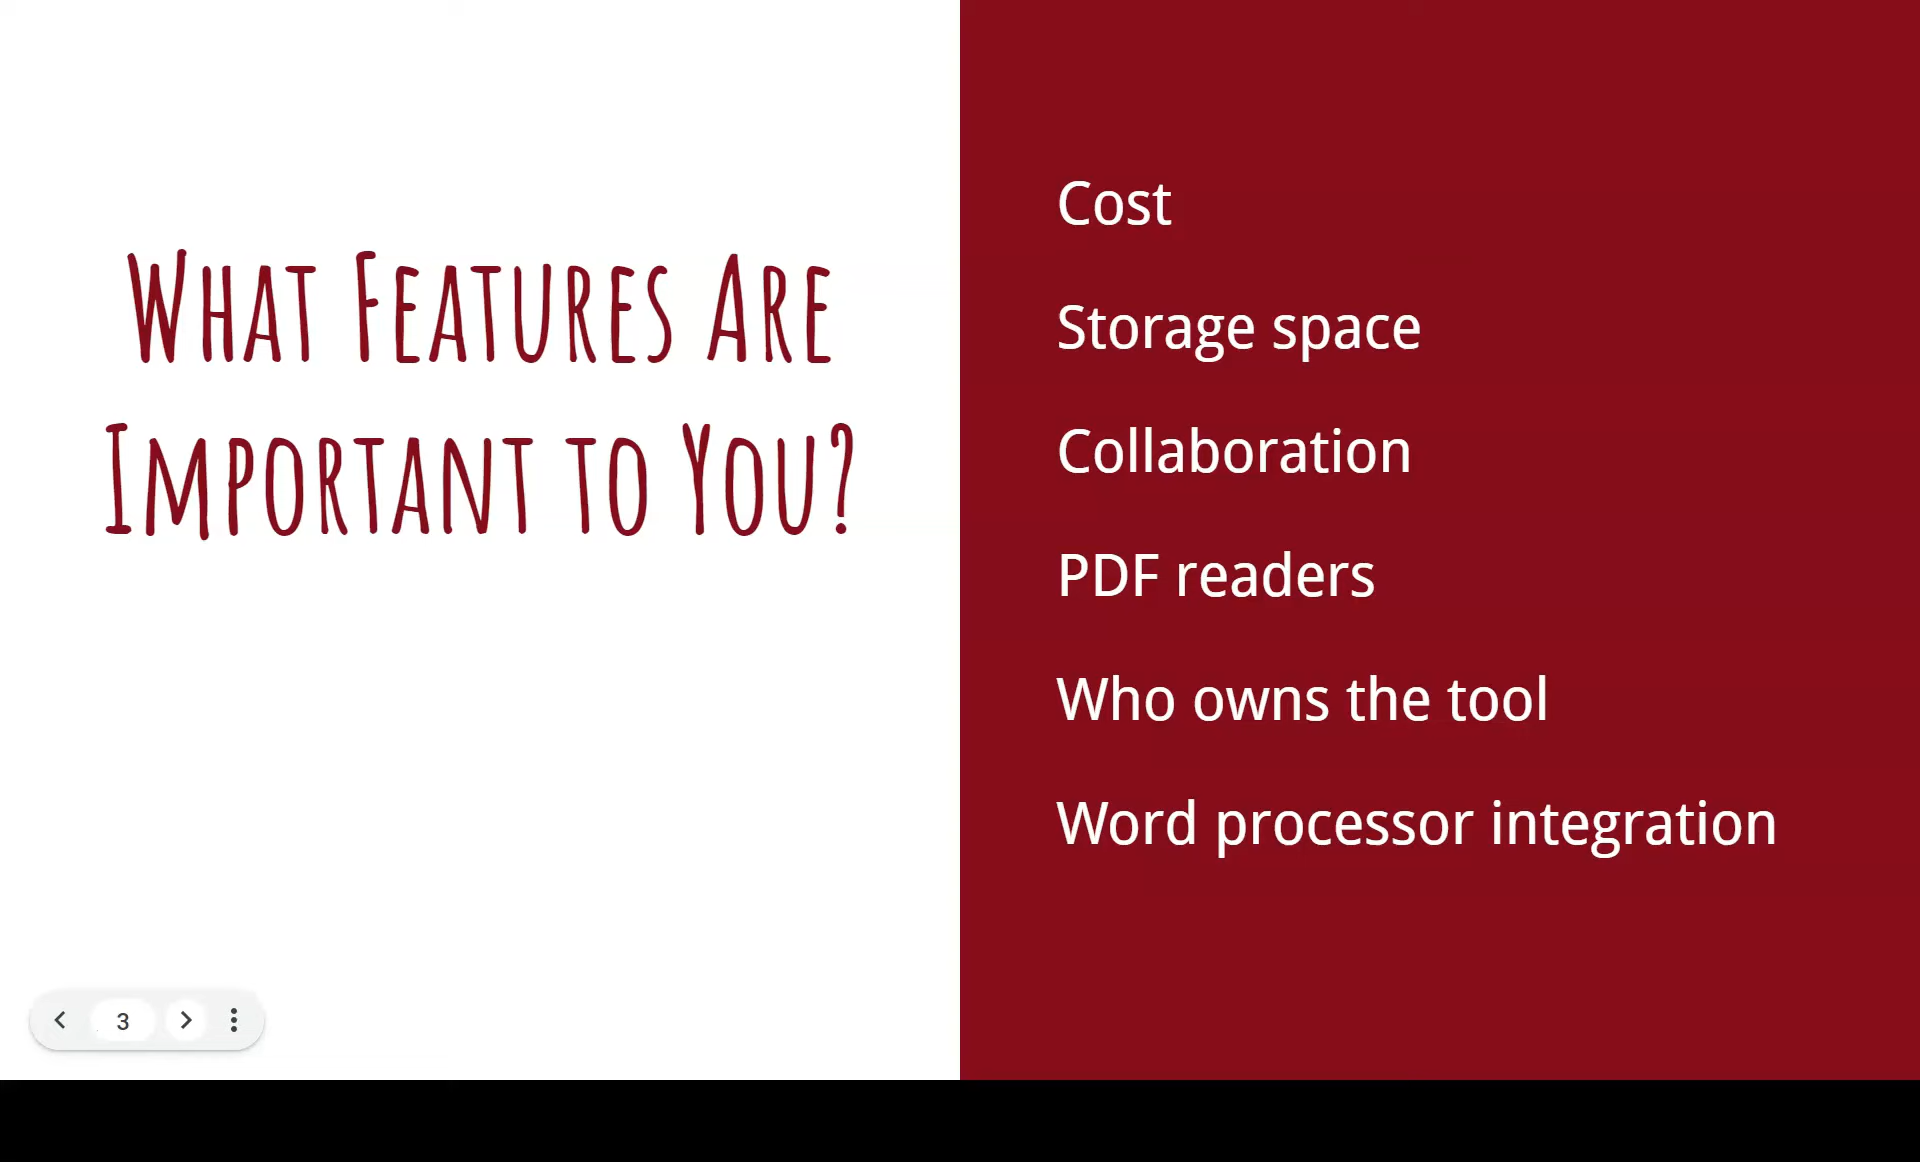 What Features Are
Important to You?
Cost
Storage space
Collaboration
PDF readers
Who owns the tool
Word processor integration
3